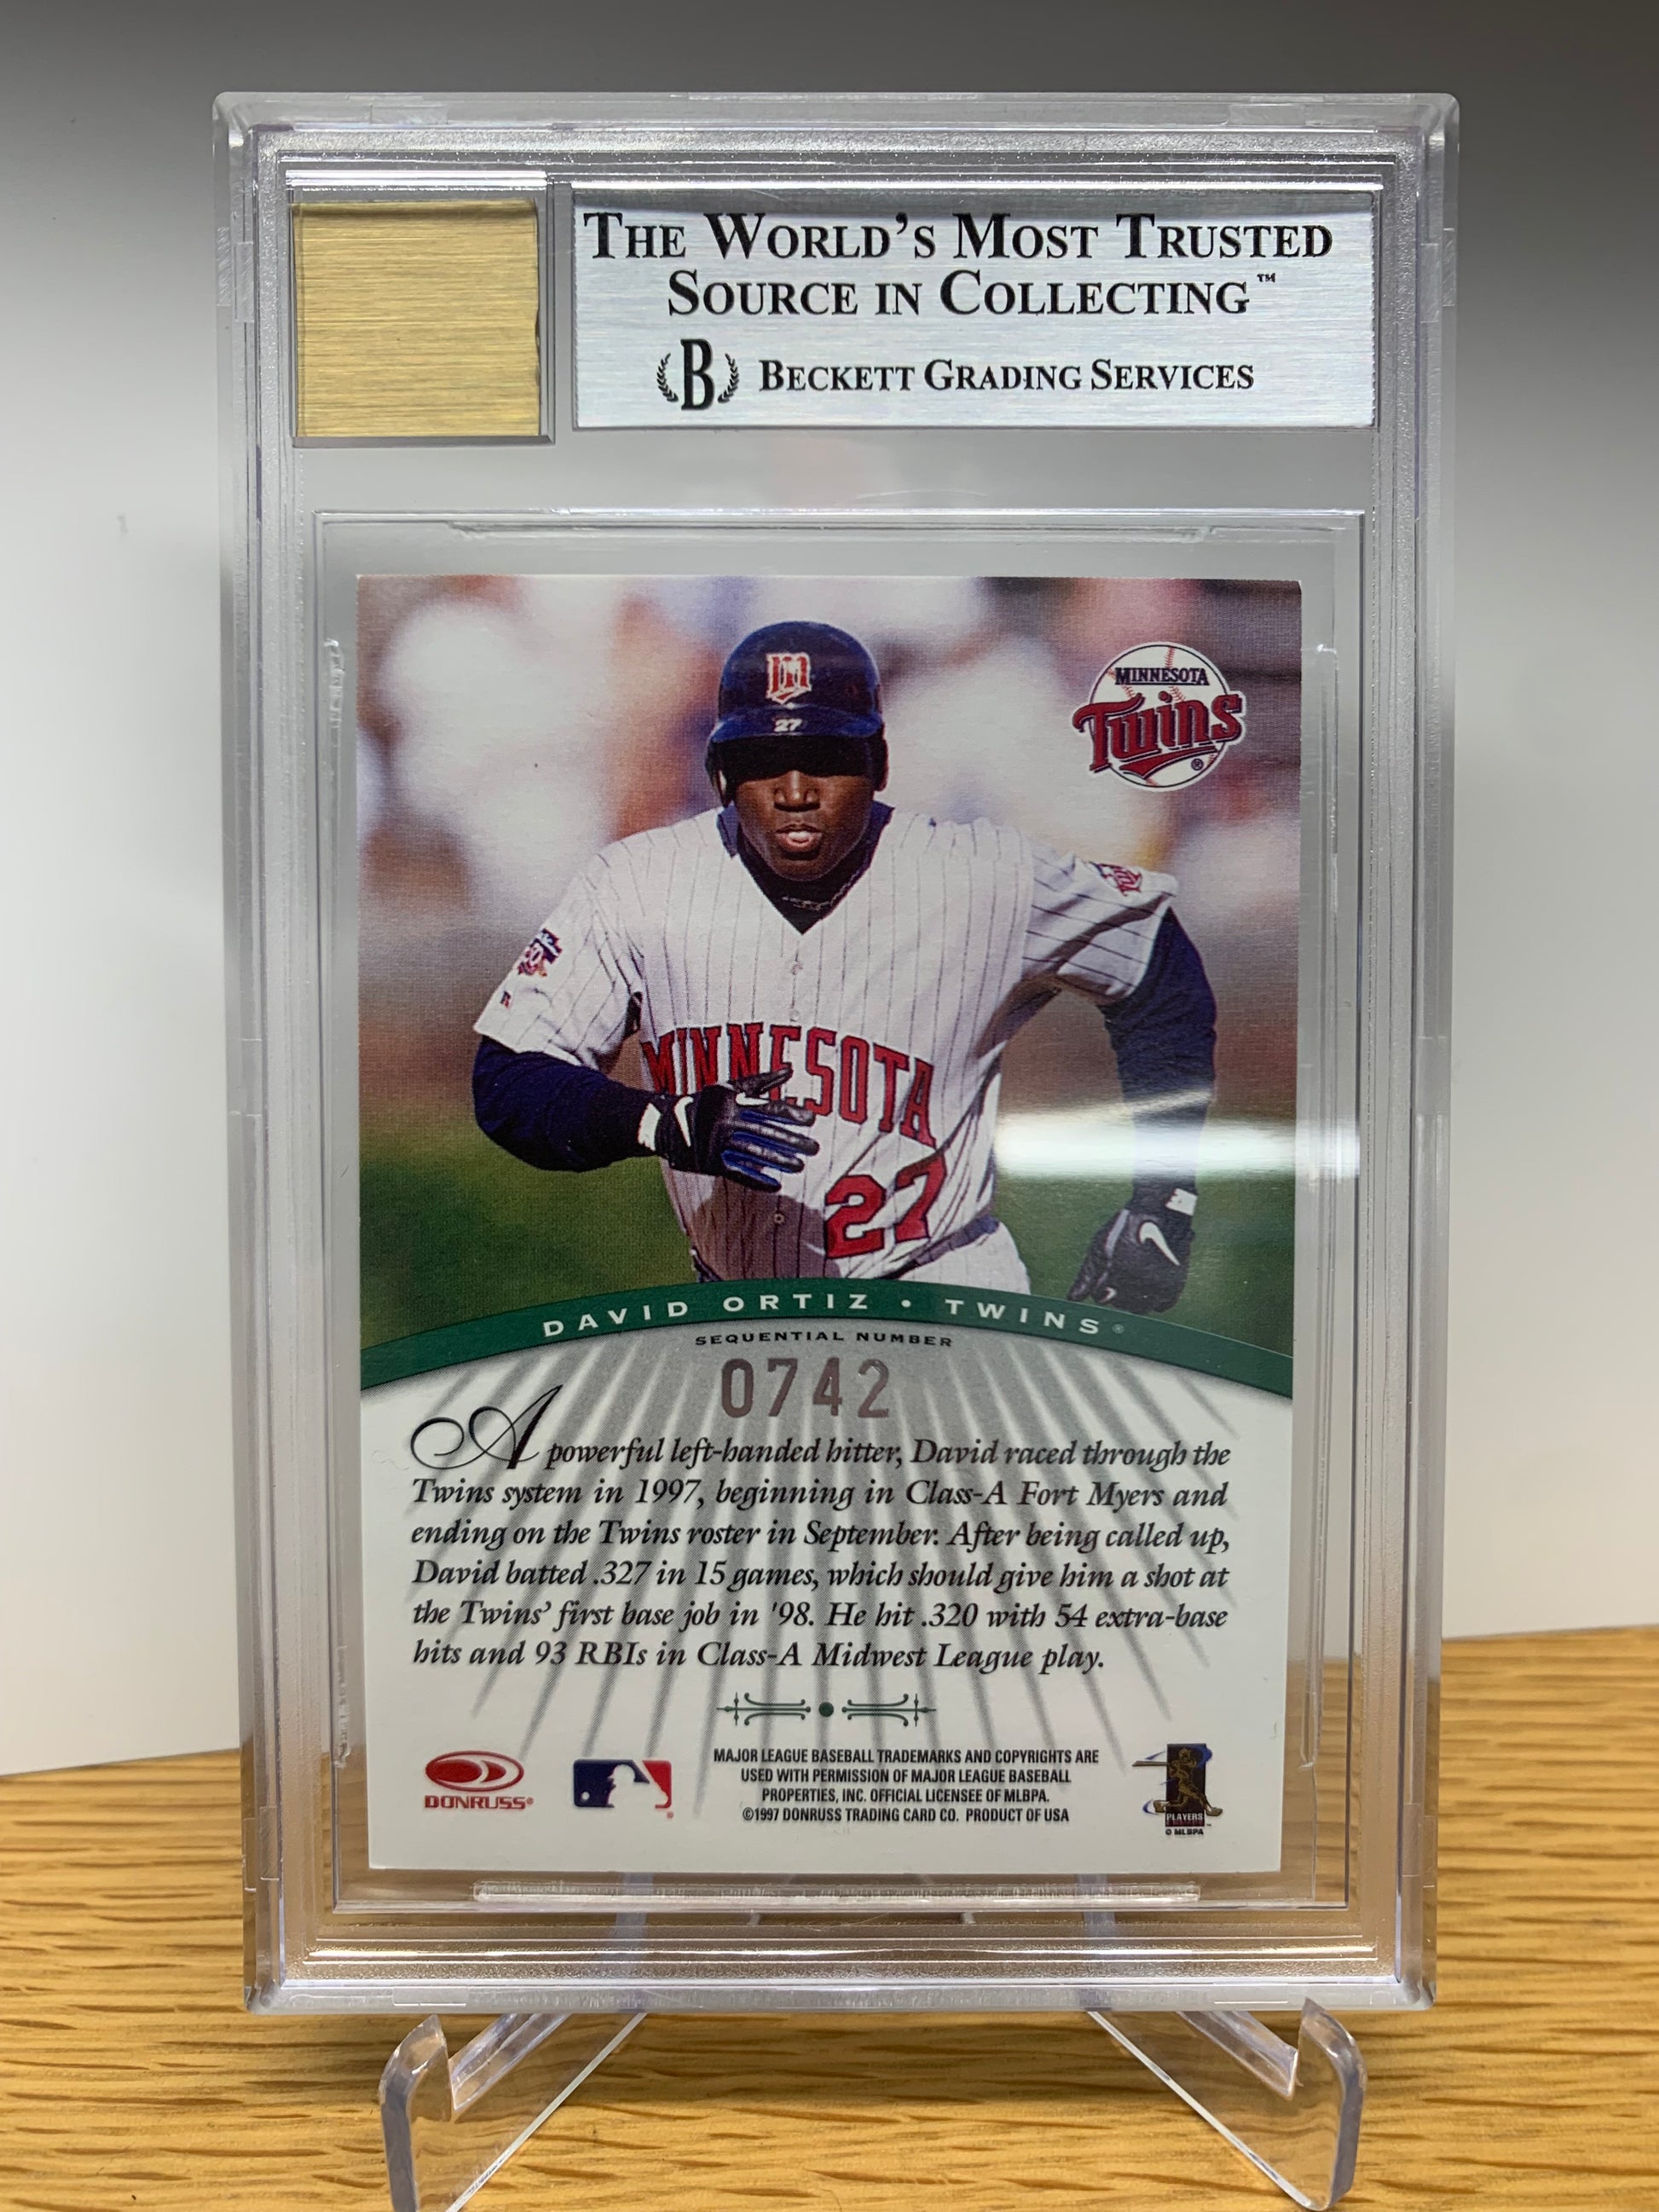 THE WORLD'S MOST TRUSTED
SOURCE IN COLLECTING™
B BECKETT GRADING SERVICES
MINNESOTA
Twins®
27
MINNESOTA
27
DAVID ORTIZ • TWINS®
SEQUENTIAL NUMBER
0742
A powerful left-handed hitter, David raced through the
Twins system in 1997, beginning in Class-A Fort Myers and
ending on the Twins roster in September. After being called up,
David batted .327 in 15 games, which should give him a shot at
the Twins' first base job in '98. He hit .320 with 54 extra-base
hits and 93 RBIs in Class-A Midwest League play.
DONRUSS®
MAJOR LEAGUE BASEBALL TRADEMARKS AND COPYRIGHTS ARE
USED WITH PERMISSION OF MAJOR LEAGUE BASEBALL
PROPERTIES, INC. OFFICIAL LICENSEE OF MLBPA.
©1997 DONRUSS TRADING CARD CO. PRODUCT OF USA
PLAYERS
© MLBPA